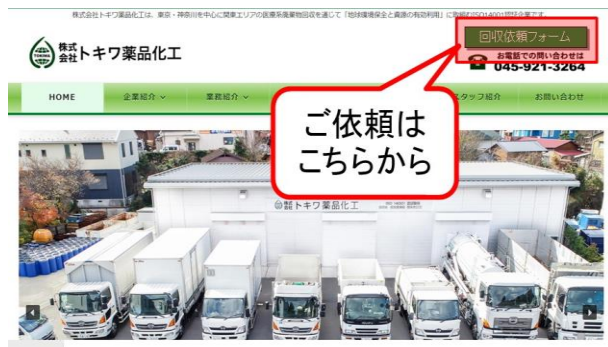 株式会社トキワ薬品化工は、東京・神奈川を中心に関東エリアの医療系廃棄物回収を通じて「地球環境保全と資源の有効利用」に取組むISO14001認証企業です。
回収依頼フォーム
株式会社トキワ薬品化工
お電話での問い合わせは
045-921-3264
HOME
企業紹介
業務紹介
スタッフ紹介
お問い合わせ
ご依頼は
こちらから
株式会社トキワ薬品化工